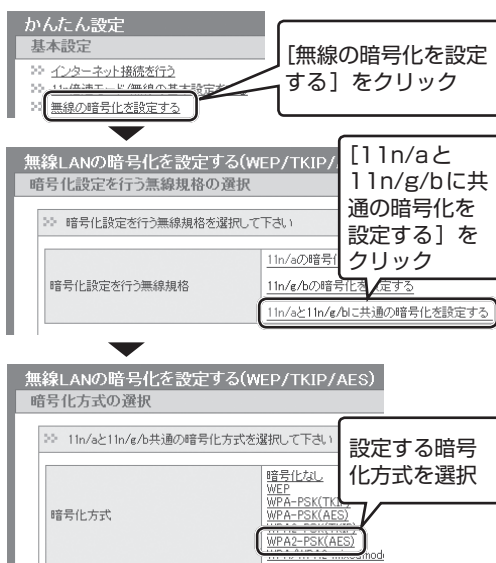 かんたん設定
基本設定
インターネット接続を行う
無線の暗号化を設定する
[無線の暗号化を設定
する]をクリック
無線LANの暗号化を設定する(WEP/TKIP/
暗号化設定を行う無線規格の選択
暗号化設定を行う無線規格を選択して下さい
暗号化設定を行う無線規格
11n/aの暗号化
11n/g/bの暗号化を設定する
11n/aと11n/g/bに共通の暗号化を設定する
[11n/aと
11n/g/bに共
通の暗号化を
設定する]を
クリック
無線LANの暗号化を設定する(WEP/TKIP/AES)
暗号化方式の選択
11n/aと11n/g/b共通の暗号化方式を選択して下さい
暗号化方式
暗号化なし
WEP
WPA-PSK(TKIP)
WPA-PSK(AES)
WPA2-PSK(TKIP)
WPA2-PSK(AES)
設定する暗号
化方式を選択